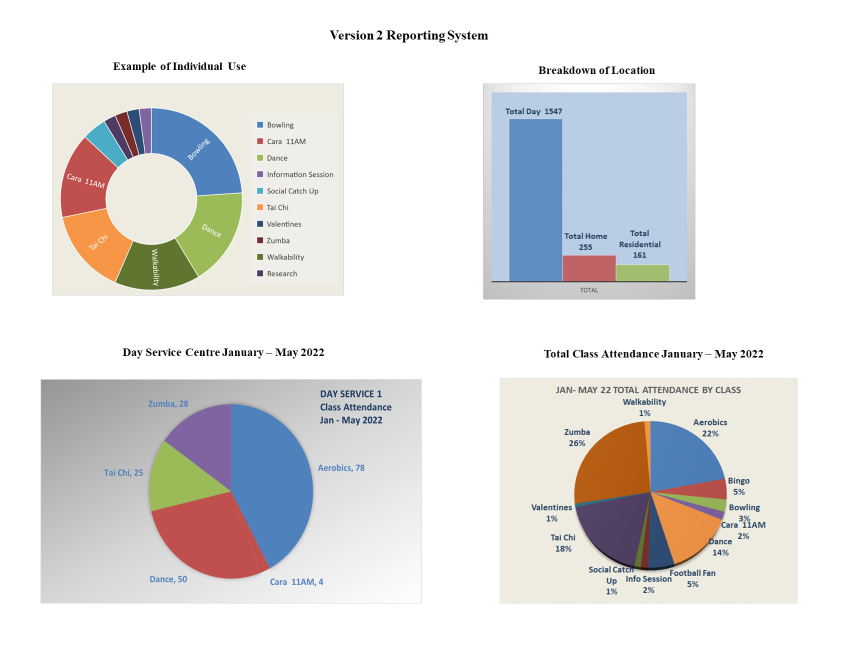 Version 2 Reporting System
Example of Individual Use
Bowling
Dance
Walkability
Tai Chi
Cara 11AM
Bowling
Cara 11AM
Dance
Information Session
Social Catch Up
Tai Chi
Valentines
Zumba
Walkability
Research
Breakdown of Location
Total Day 1547
Total Home
255
Total
Residential
161
TOTAL
Day Service Centre January – May 2022
DAY SERVICE 1
Class Attendance
Jan - May 2022
Zumba, 28
Aerobics, 78
Tai Chi, 25
Dance, 50
Cara 11AM, 4
Total Class Attendance January – May 2022
JAN- MAY 22 TOTAL ATTENDANCE BY CLASS
Walkability
1%
Aerobics
22%
Zumba
26%
Bingo
5%
Bowling
3%
Cara 11AM
2%
Dance
14%
Football Fan
5%
Info Session
2%
Social Catch
Up
1%
Tai Chi
18%
Valentines
1%